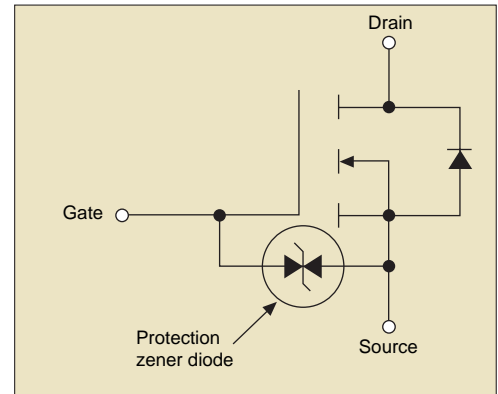 Drain
Gate
Protection
zener diode
Source